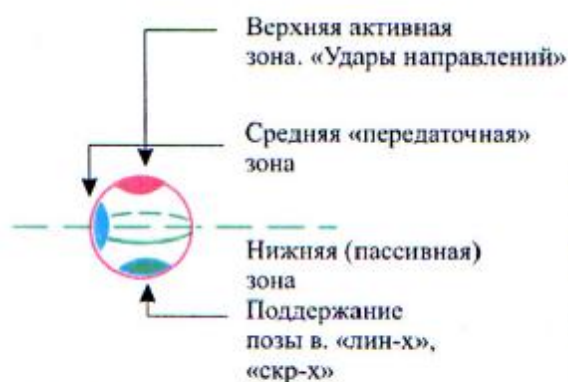 Верхняя активная
зона. «Удары направлений»
Средняя «передаточная»
зона
Нижняя (пассивная)
зона
Поддержание
позы в. «лин-х»,
«скр-х»